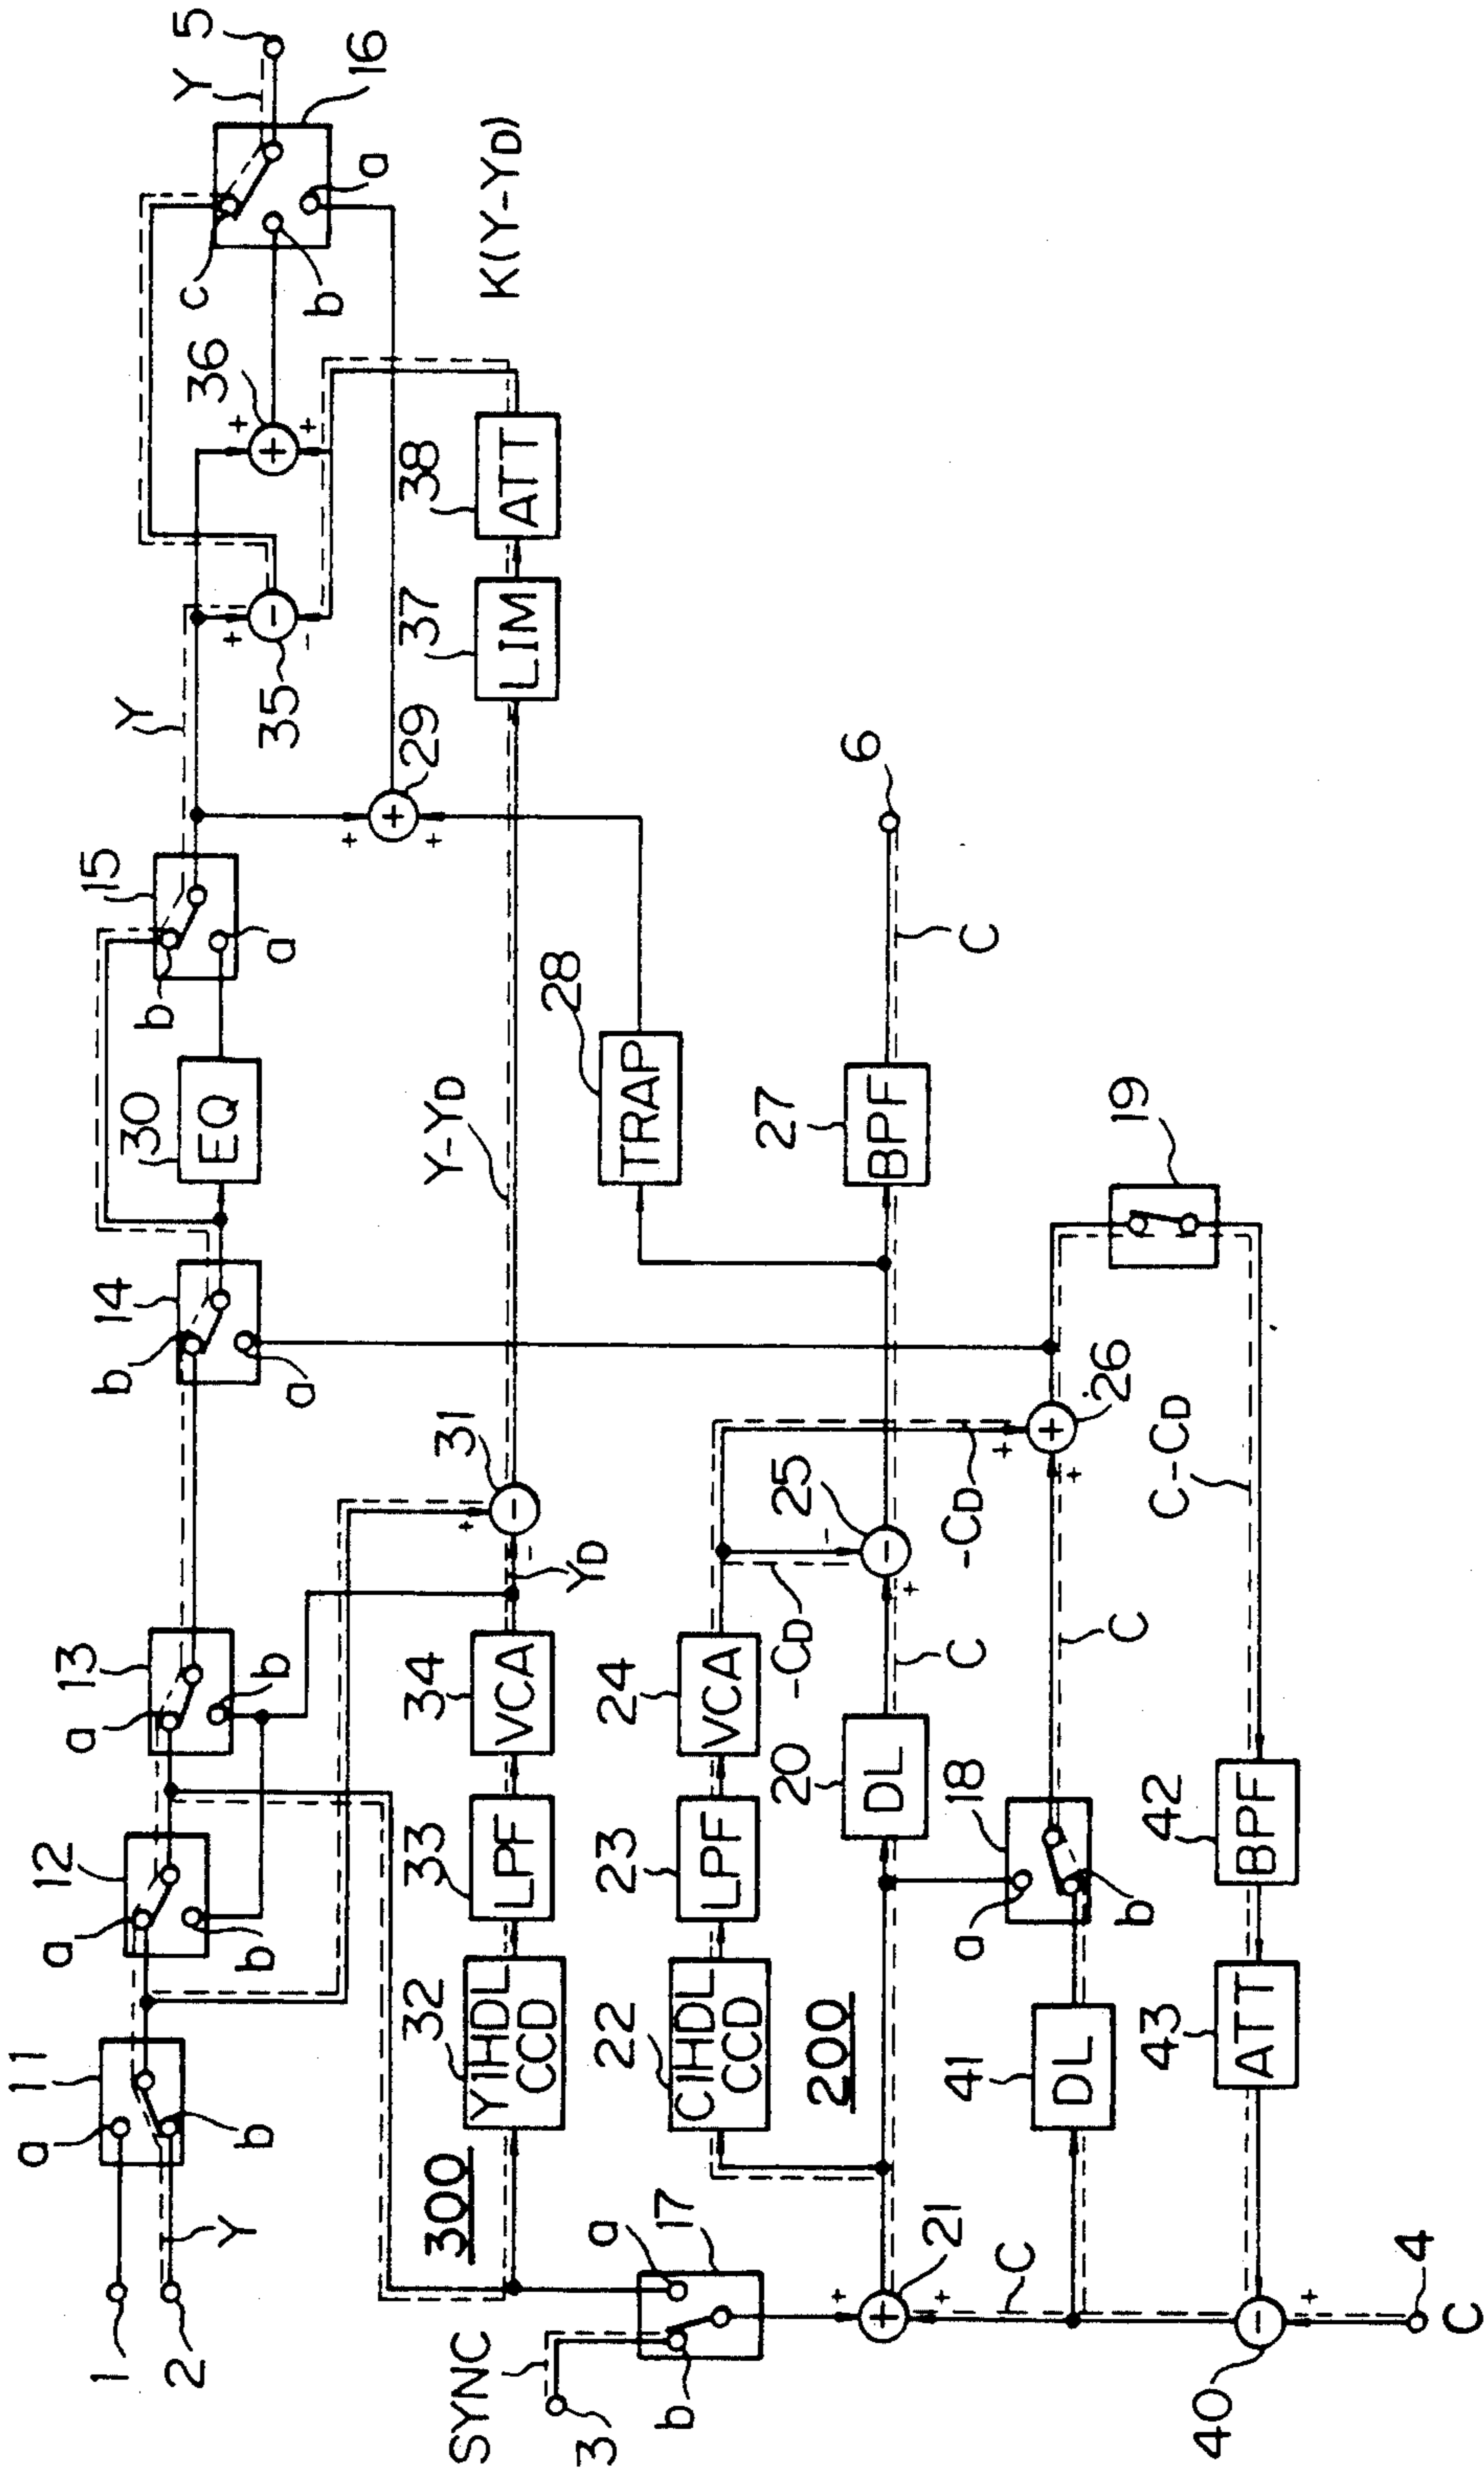 1
2
Y
a
11
b
a
12
b
a
13
b
b
14
a
30
EQ
b
15
a
Y
35
+
-
-
36
+
+
+
c
b
a
16
Y
5
K(Y-YD)
300
32
Y1HDL
CCD
33
LPF
34
VCA
YD
31
+
-
-
Y-YD
37
LIM
38
ATT
29
+
+
+
28
TRAP
SYNC
3
b
a
17
22
C1HDL
CCD
23
LPF
24
VCA
-CD
25
+
-
-
-CD
200
20
DL
C
27
BPF
C
6
21
+
+
+
C
41
DL
a
18
b
C
26
+
+
+
19
C-CD
40
-
+
4
C
43
ATT
42
BPF